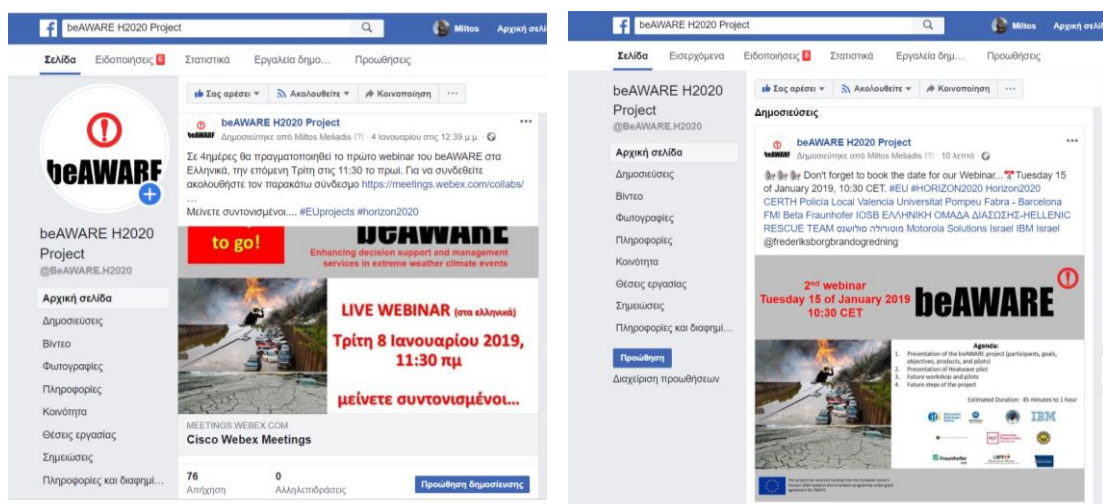 beAWARE H2020 Project
Miltos
Αρχική σελί
Σελίδα
Ειδοποιήσεις 6
Στατιστικά
Εργαλεία δημο...
Προωθήσεις
beAWARE
beAWARE H2020
Project
@BeAWARE.H2020
Αρχική σελίδα
Δημοσιεύσεις
Βίντεο
Φωτογραφίες
Πληροφορίες
Κοινότητα
Θέσεις εργασίας
Σημειώσεις
Πληροφορίες και διαφημί...
Σας αρέσει
Ακολουθείτε
Κοινοποίηση
beAWARE H2020 Project
Δημοσιεύτηκε από Miltos Meliadis [?] · 4 Ιανουαρίου στις 12:39 μ.μ. ·
Σε 4ημέρες θα πραγματοποιηθεί το πρώτο webinar του beAWARE στα
Ελληνικά, την επόμενη Τρίτη στις 11:30 το πρωί. Για να συνδεθείτε
ακολουθήστε τον παρακάτω σύνδεσμο https://meetings.webex.com/collabs/
...
Μείνετε συντονισμένοι.... #EUprojects #horizon2020
to go!
beAWARE
Enhancing decision support and management
services in extreme weather climate events
LIVE WEBINAR (στα ελληνικά)
Τρίτη 8 Ιανουαρίου 2019,
11:30 πμ
μείνετε συντονισμένοι...
MEETINGS.WEBEX.COM
Cisco Webex Meetings
76
Απήχηση
0
Αλληλεπιδράσεις
Προώθηση δημοσίευσης
beAWARE H2020 Project
Miltos
Αρχική σελίδ
Σελίδα
Εισερχόμενα
Ειδοποιήσεις 8
Στατιστικά
Εργαλεία δημ...
Προωθήσεις
beAWARE H2020
Project
@BeAWARE.H2020
Αρχική σελίδα
Δημοσιεύσεις
Βίντεο
Φωτογραφίες
Πληροφορίες
Κοινότητα
Θέσεις εργασίας
Σημειώσεις
Πληροφορίες και διαφημί...
Προώθηση
Διαχείριση προωθήσεων
Σας αρέσει
Ακολουθείτε
Κοινοποίηση
Δημοσιεύσεις
beAWARE H2020 Project
Δημοσιεύτηκε από Miltos Meliadis [?] · 10 λεπτά ·
Don't forget to book the date for our Webinar... Tuesday 15
of January 2019, 10:30 CET. #EU #HORIZON2020 Horizon2020
CERTH Policía Local Valencia Universitat Pompeu Fabra - Barcelona
FMI Beta Fraunhofer IOSB ΕΛΛΗΝΙΚΗ ΟΜΑΔΑ ΔΙΑΣΩΣΗΣ-HELLENIC
RESCUE TEAM מוטורולה סולושנס Motorola Solutions Israel IBM Israel
@frederiksborgbrandogredning
2nd webinar
Tuesday 15 of January 2019
10:30 CET
beAWARE
Agenda:
1. Presentation of the beAWARE project (participants, goals,
objectives, products, and pilots)
2. Presentation of Heatwave pilot
3. Future workshop and pilots
4. Future steps of the project
Estimated Duration: 45 minutes to 1 hour
IBM
Fraunhofer